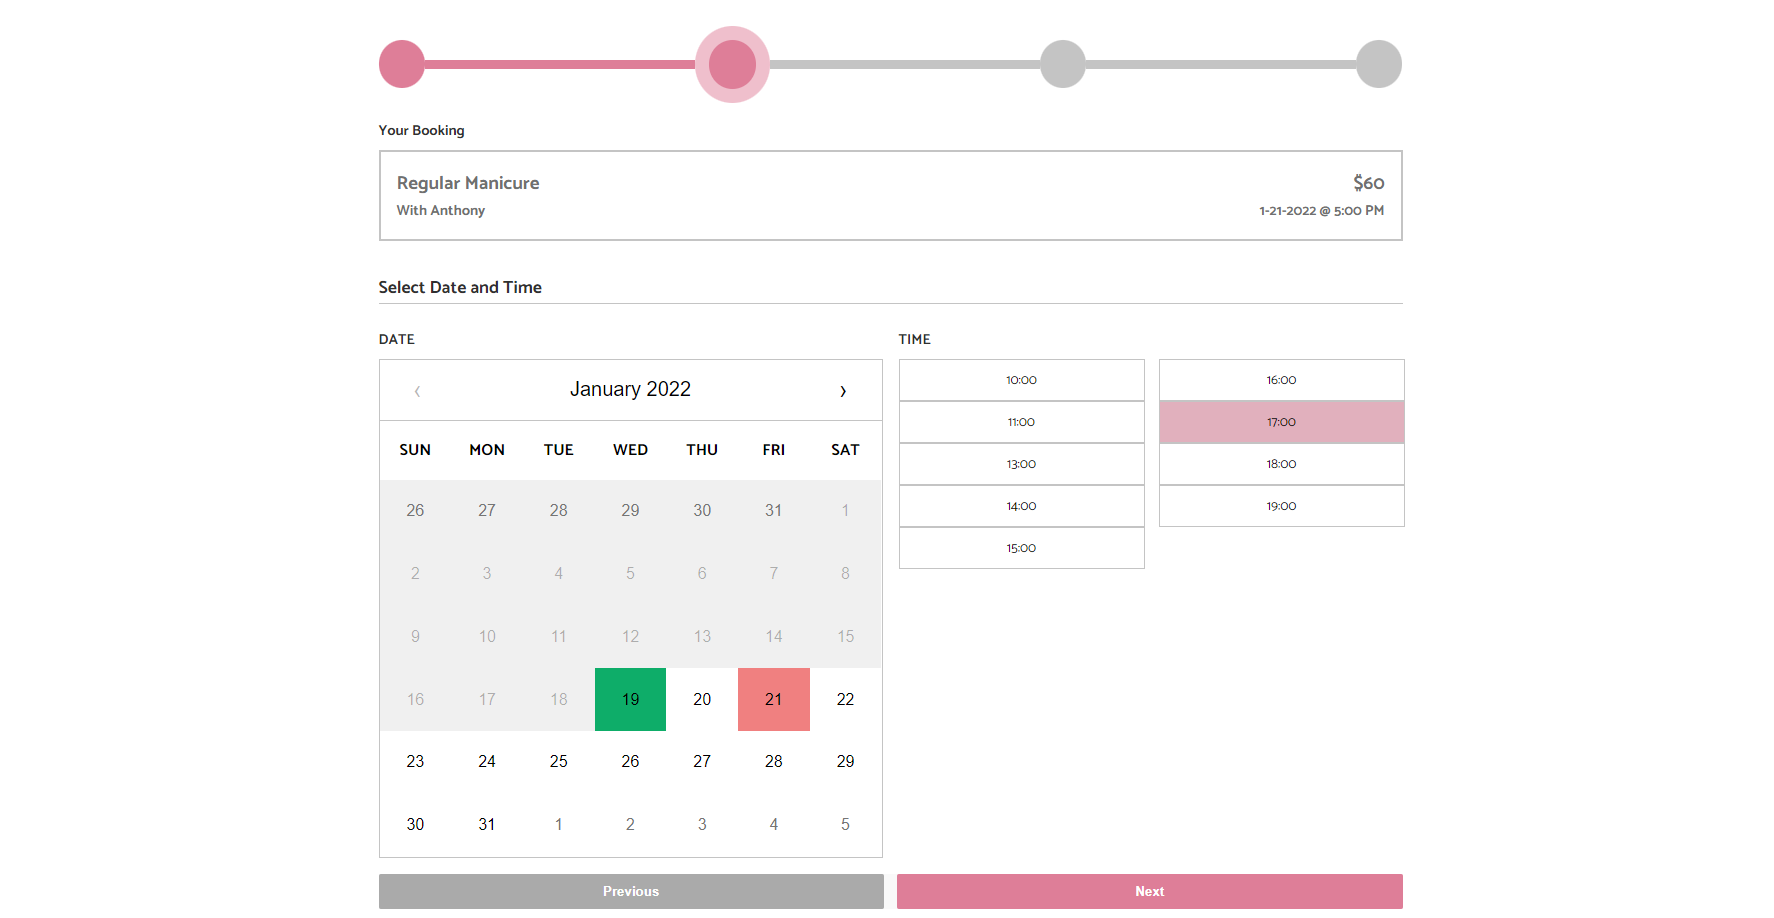 Your Booking
Regular Manicure $60
With Anthony 1-21-2022 @ 5:00 PM
Select Date and Time
DATE
‹ January 2022 ›
SUN MON TUE WED THU FRI SAT
26 27 28 29 30 31 1
2 3 4 5 6 7 8
9 10 11 12 13 14 15
16 17 18 19 20 21 22
23 24 25 26 27 28 29
30 31 1 2 3 4 5
TIME
10:00
11:00
13:00
14:00
15:00
16:00
17:00
18:00
19:00
Previous
Next